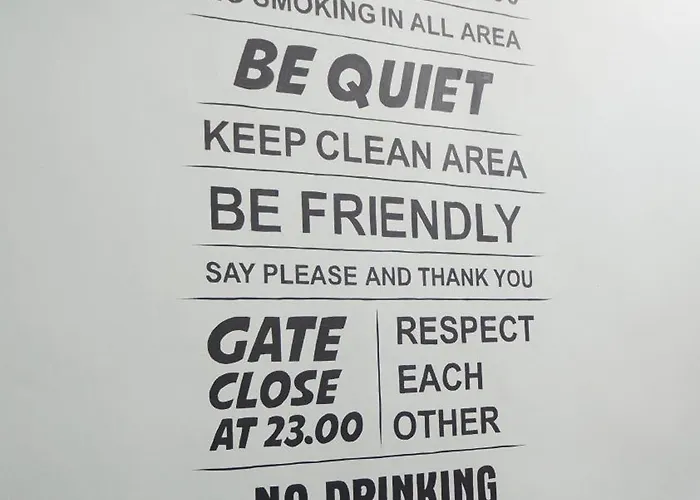 NO SMOKING IN ALL AREA
BE QUIET
KEEP CLEAN AREA
BE FRIENDLY
SAY PLEASE AND THANK YOU
GATE
CLOSE
AT 23.00
RESPECT
EACH
OTHER
NO DRINKING